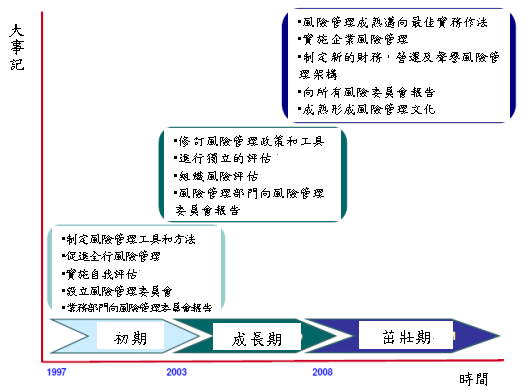 大事記
•風險管理成熟邁向最佳實務作法
•實施企業風險管理
•制定新的財務，營運及聲譽風險管
理架構
•向所有風險委員會報告
•成熟形成風險管理文化
•修訂風險管理政策和工具
•進行獨立的評估
•組織風險評估
•風險管理部門向風險管理
委員會報告
•制定風險管理工具和方法
•促進全行風險管理
•實施自我評估
•設立風險管理委員會
•業務部門向風險管理委員會報告
初期
成長期
茁壯期
1997
2003
2008
時間